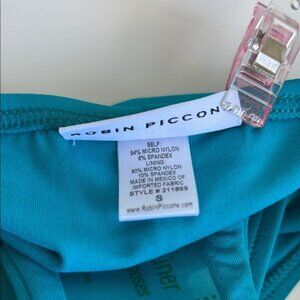 ROBIN PICCONE
SELF:
94% MICRO NYLON
6% SPANDEX
LINING:
90% MICRO NYLON
10% SPANDEX
MADE IN MEXICO OF
IMPORTED FABRIC
STYLE # 211869
S
www.RobinPiccone.com